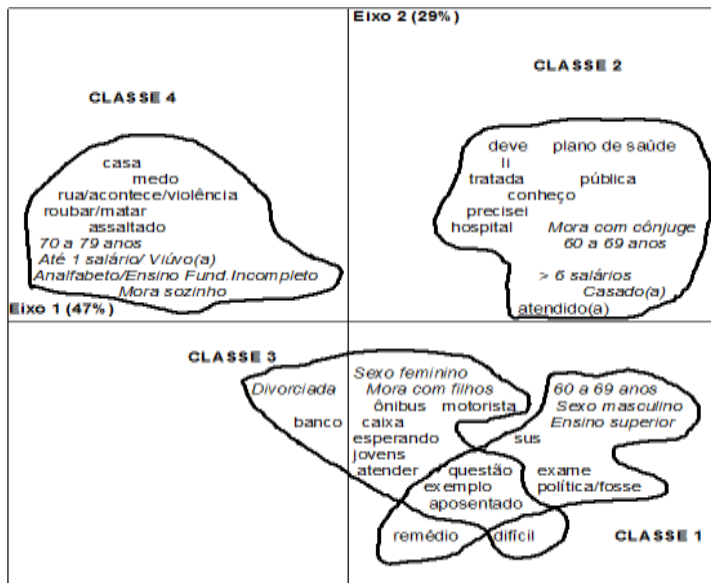 Eixo 2 (29%)
CLASSE 4
casa
medo
rua/acontece/violência
roubar/matar
assaltado
70 a 79 anos
Até 1 salário/ Viúvo(a)
Analfabeto/Ensino Fund.Incompleto
Mora sozinho
Eixo 1 (47%)
CLASSE 2
deve plano de saúde
li
tratada pública
conheço
precisei
hospital Mora com cônjuge
60 a 69 anos
> 6 salários
Casado(a)
atendido(a)
CLASSE 3
Sexo feminino
Divorciada Mora com filhos
ônibus motorista
banco caixa
esperando
jovens
atender
60 a 69 anos
Sexo masculino
Ensino superior
sus
questão exame
exemplo política/fosse
aposentado
remédio difícil
CLASSE 1